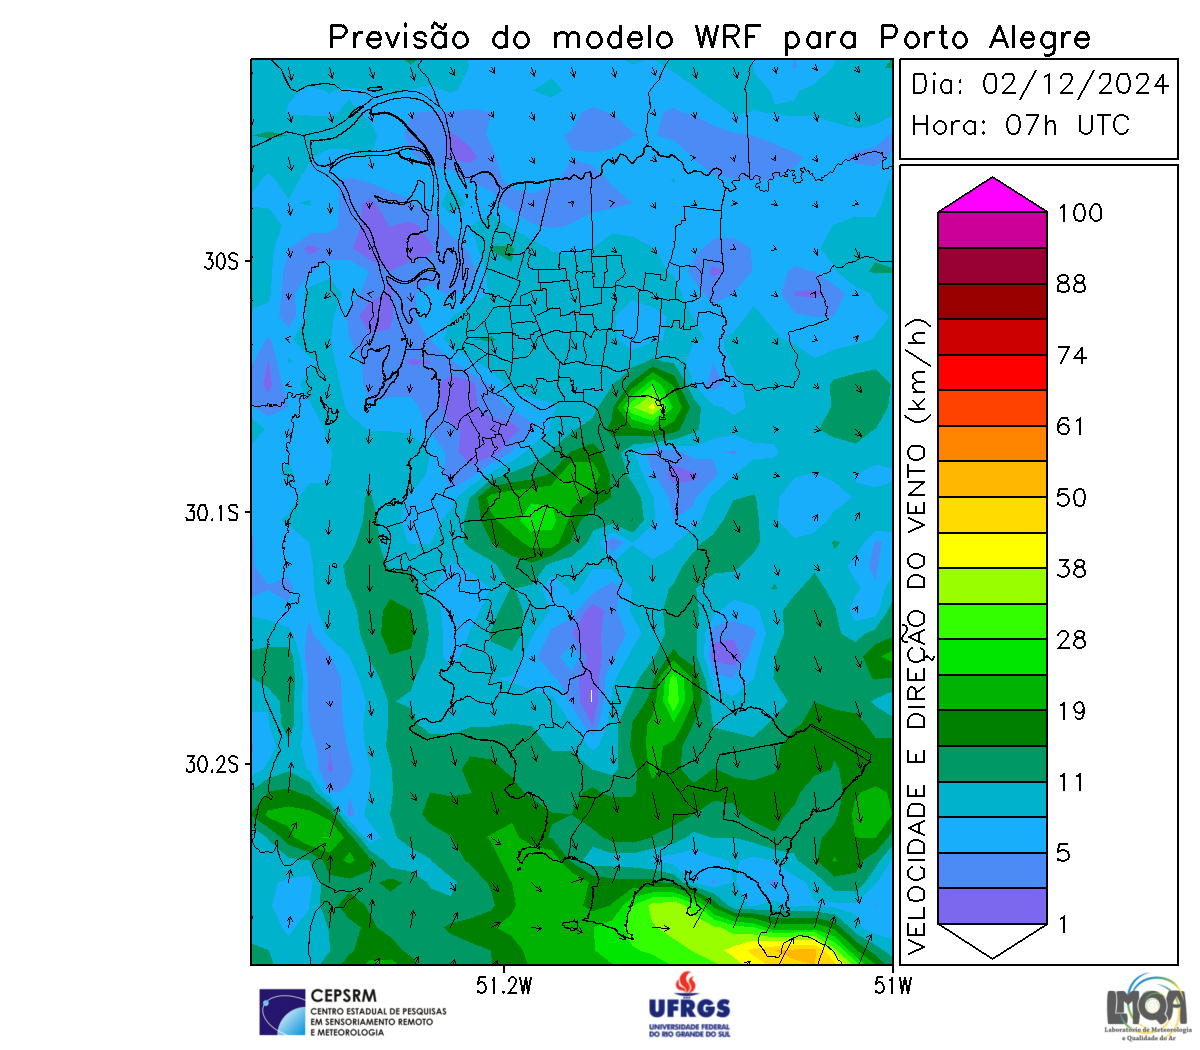 Previsão do modelo WRF para Porto Alegre
Dia: 02/12/2024
Hora: 07h UTC
100
88
74
61
50
38
28
19
11
5
1
VELOCIDADE E DIREÇÃO DO VENTO (km/h)
30S
30.1S
30.2S
51.2W
51W
CEPSRM
CENTRO ESTADUAL DE PESQUISAS
EM SENSORIAMENTO REMOTO
E METEOROLOGIA
UFRGS
UNIVERSIDADE FEDERAL
DO RIO GRANDE DO SUL
LMQA
Laboratório de Meteorologia
e Qualidade do Ar